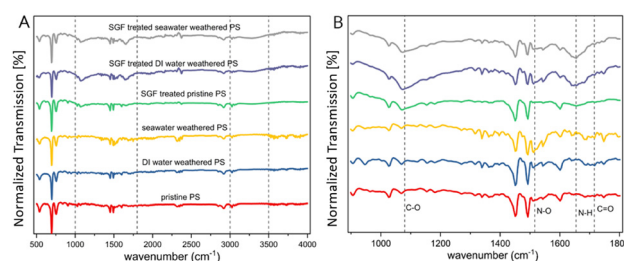 A
SGF treated seawater weathered PS
SGF treated DI water weathered PS
SGF treated pristine PS
seawater weathered PS
DI water weathered PS
pristine PS
Normalized Transmission [%]
500 1000 1500 2000 2500 3000 3500 4000
wavenumber (cm⁻¹)
B
Normalized Transmission [%]
C-O
N-O
N-H
C=O
1000 1200 1400 1600 1800
wavenumber (cm⁻¹)